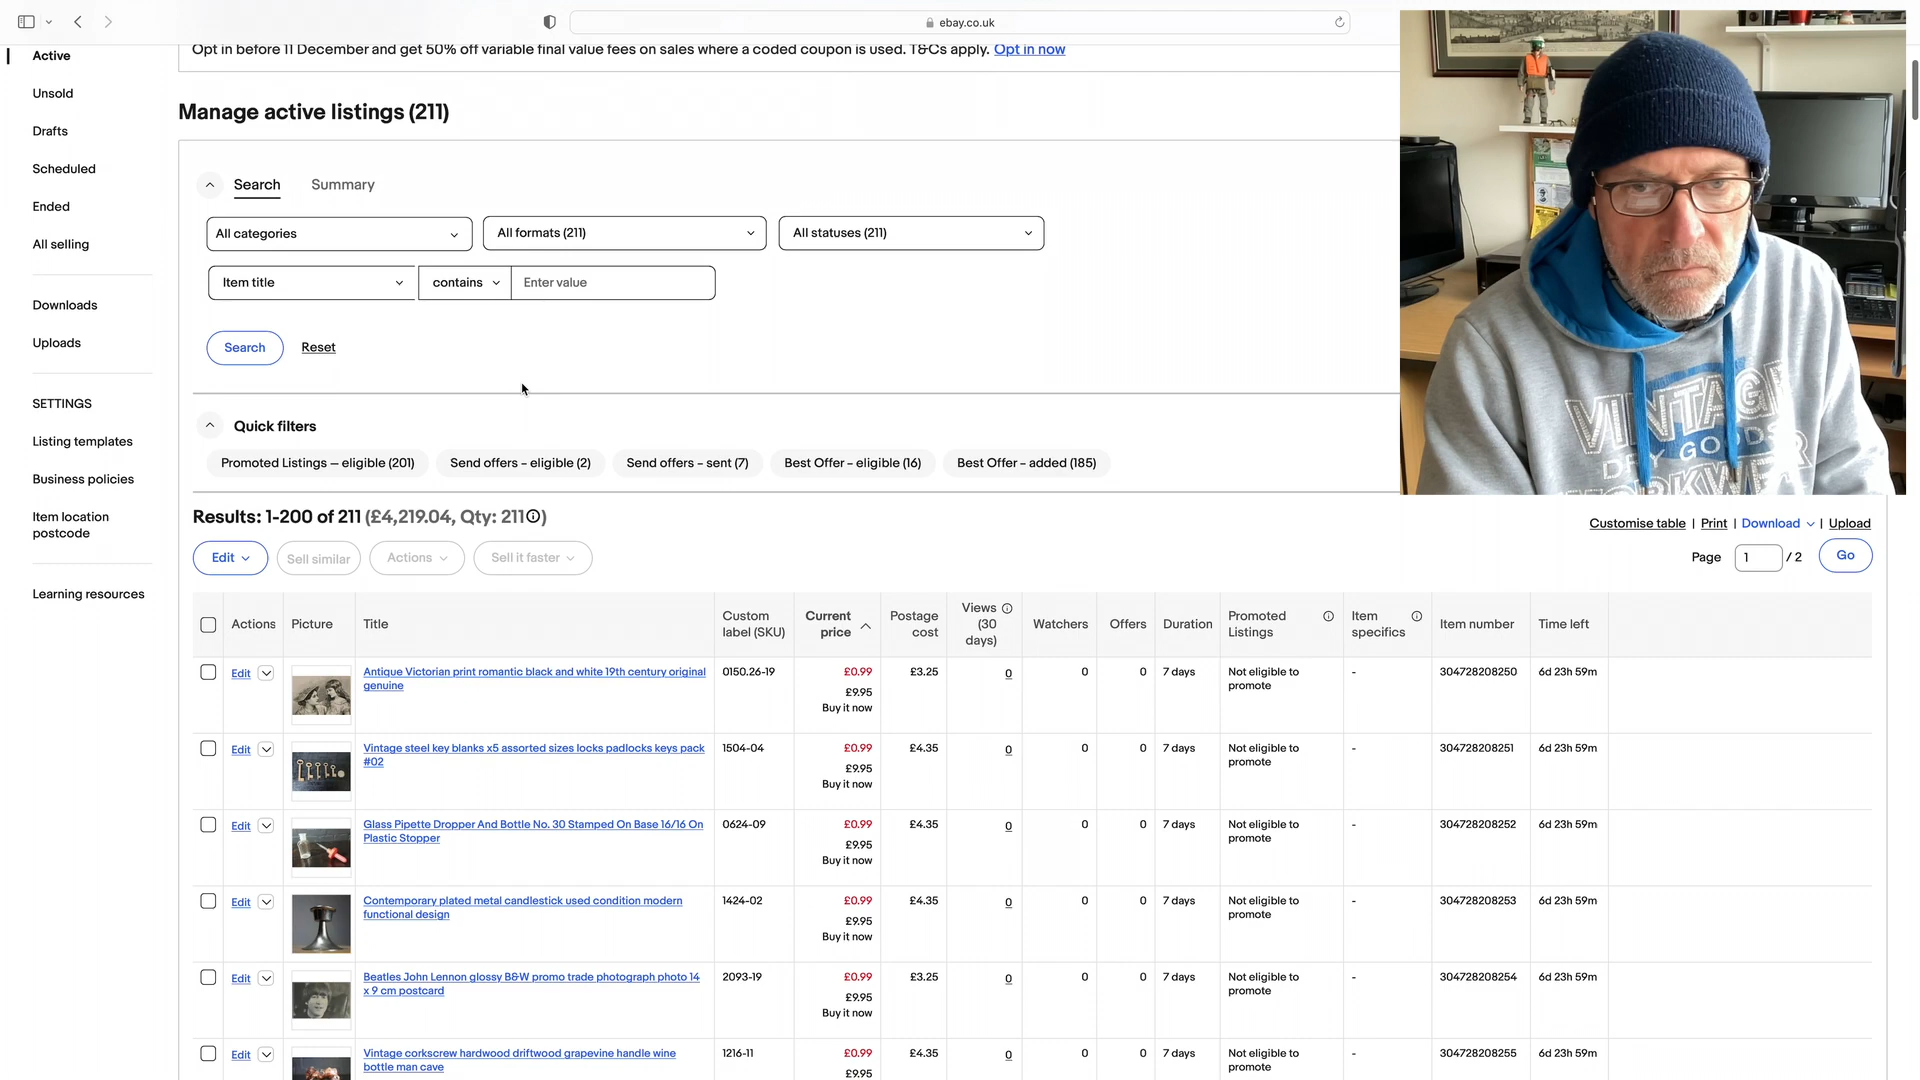 ebay.co.uk
Opt in before 11 December and get 50% off variable final value fees on sales where a coded coupon is used. T&Cs apply. Opt in now
Active
Unsold
Drafts
Scheduled
Ended
All selling
Downloads
Uploads
SETTINGS
Listing templates
Business policies
Item location
postcode
Learning resources
Manage active listings (211)
Search Summary
All categories All formats (211) All statuses (211)
Item title contains Enter value
Search Reset
Quick filters
Promoted Listings – eligible (201) Send offers – eligible (2) Send offers – sent (7) Best Offer – eligible (16) Best Offer – added (185)
Results: 1-200 of 211 (£4,219.04, Qty: 211)
Customise table | Print | Download | Upload
Edit Sell similar Actions Sell it faster
Page 1 / 2 Go
Actions Picture Title Custom label (SKU) Current price Postage cost Views (30 days) Watchers Offers Duration Promoted Listings Item specifics Item number Time left
Edit Antique Victorian print romantic black and white 19th century original 0150.26-19 £0.99 £3.25 0 0 0 7 days Not eligible to - 304728208250 6d 23h 59m
genuine £9.95 promote
Buy it now
Edit Vintage steel key blanks x5 assorted sizes locks padlocks keys pack 1504-04 £0.99 £4.35 0 0 0 7 days Not eligible to - 304728208251 6d 23h 59m
#02 £9.95 promote
Buy it now
Edit Glass Pipette Dropper And Bottle No. 30 Stamped On Base 16/16 On 0624-09 £0.99 £4.35 0 0 0 7 days Not eligible to - 304728208252 6d 23h 59m
Plastic Stopper £9.95 promote
Buy it now
Edit Contemporary plated metal candlestick used condition modern 1424-02 £0.99 £4.35 0 0 0 7 days Not eligible to - 304728208253 6d 23h 59m
functional design £9.95 promote
Buy it now
Edit Beatles John Lennon glossy B&W promo trade photograph photo 14 2093-19 £0.99 £3.25 0 0 0 7 days Not eligible to - 304728208254 6d 23h 59m
x 9 cm postcard £9.95 promote
Buy it now
Edit Vintage corkscrew hardwood driftwood grapevine handle wine 1216-11 £0.99 £4.35 0 0 0 7 days Not eligible to - 304728208255 6d 23h 59m
bottle man cave £9.95 promote
VINTAGE
DRY GOODS
WORKWEAR